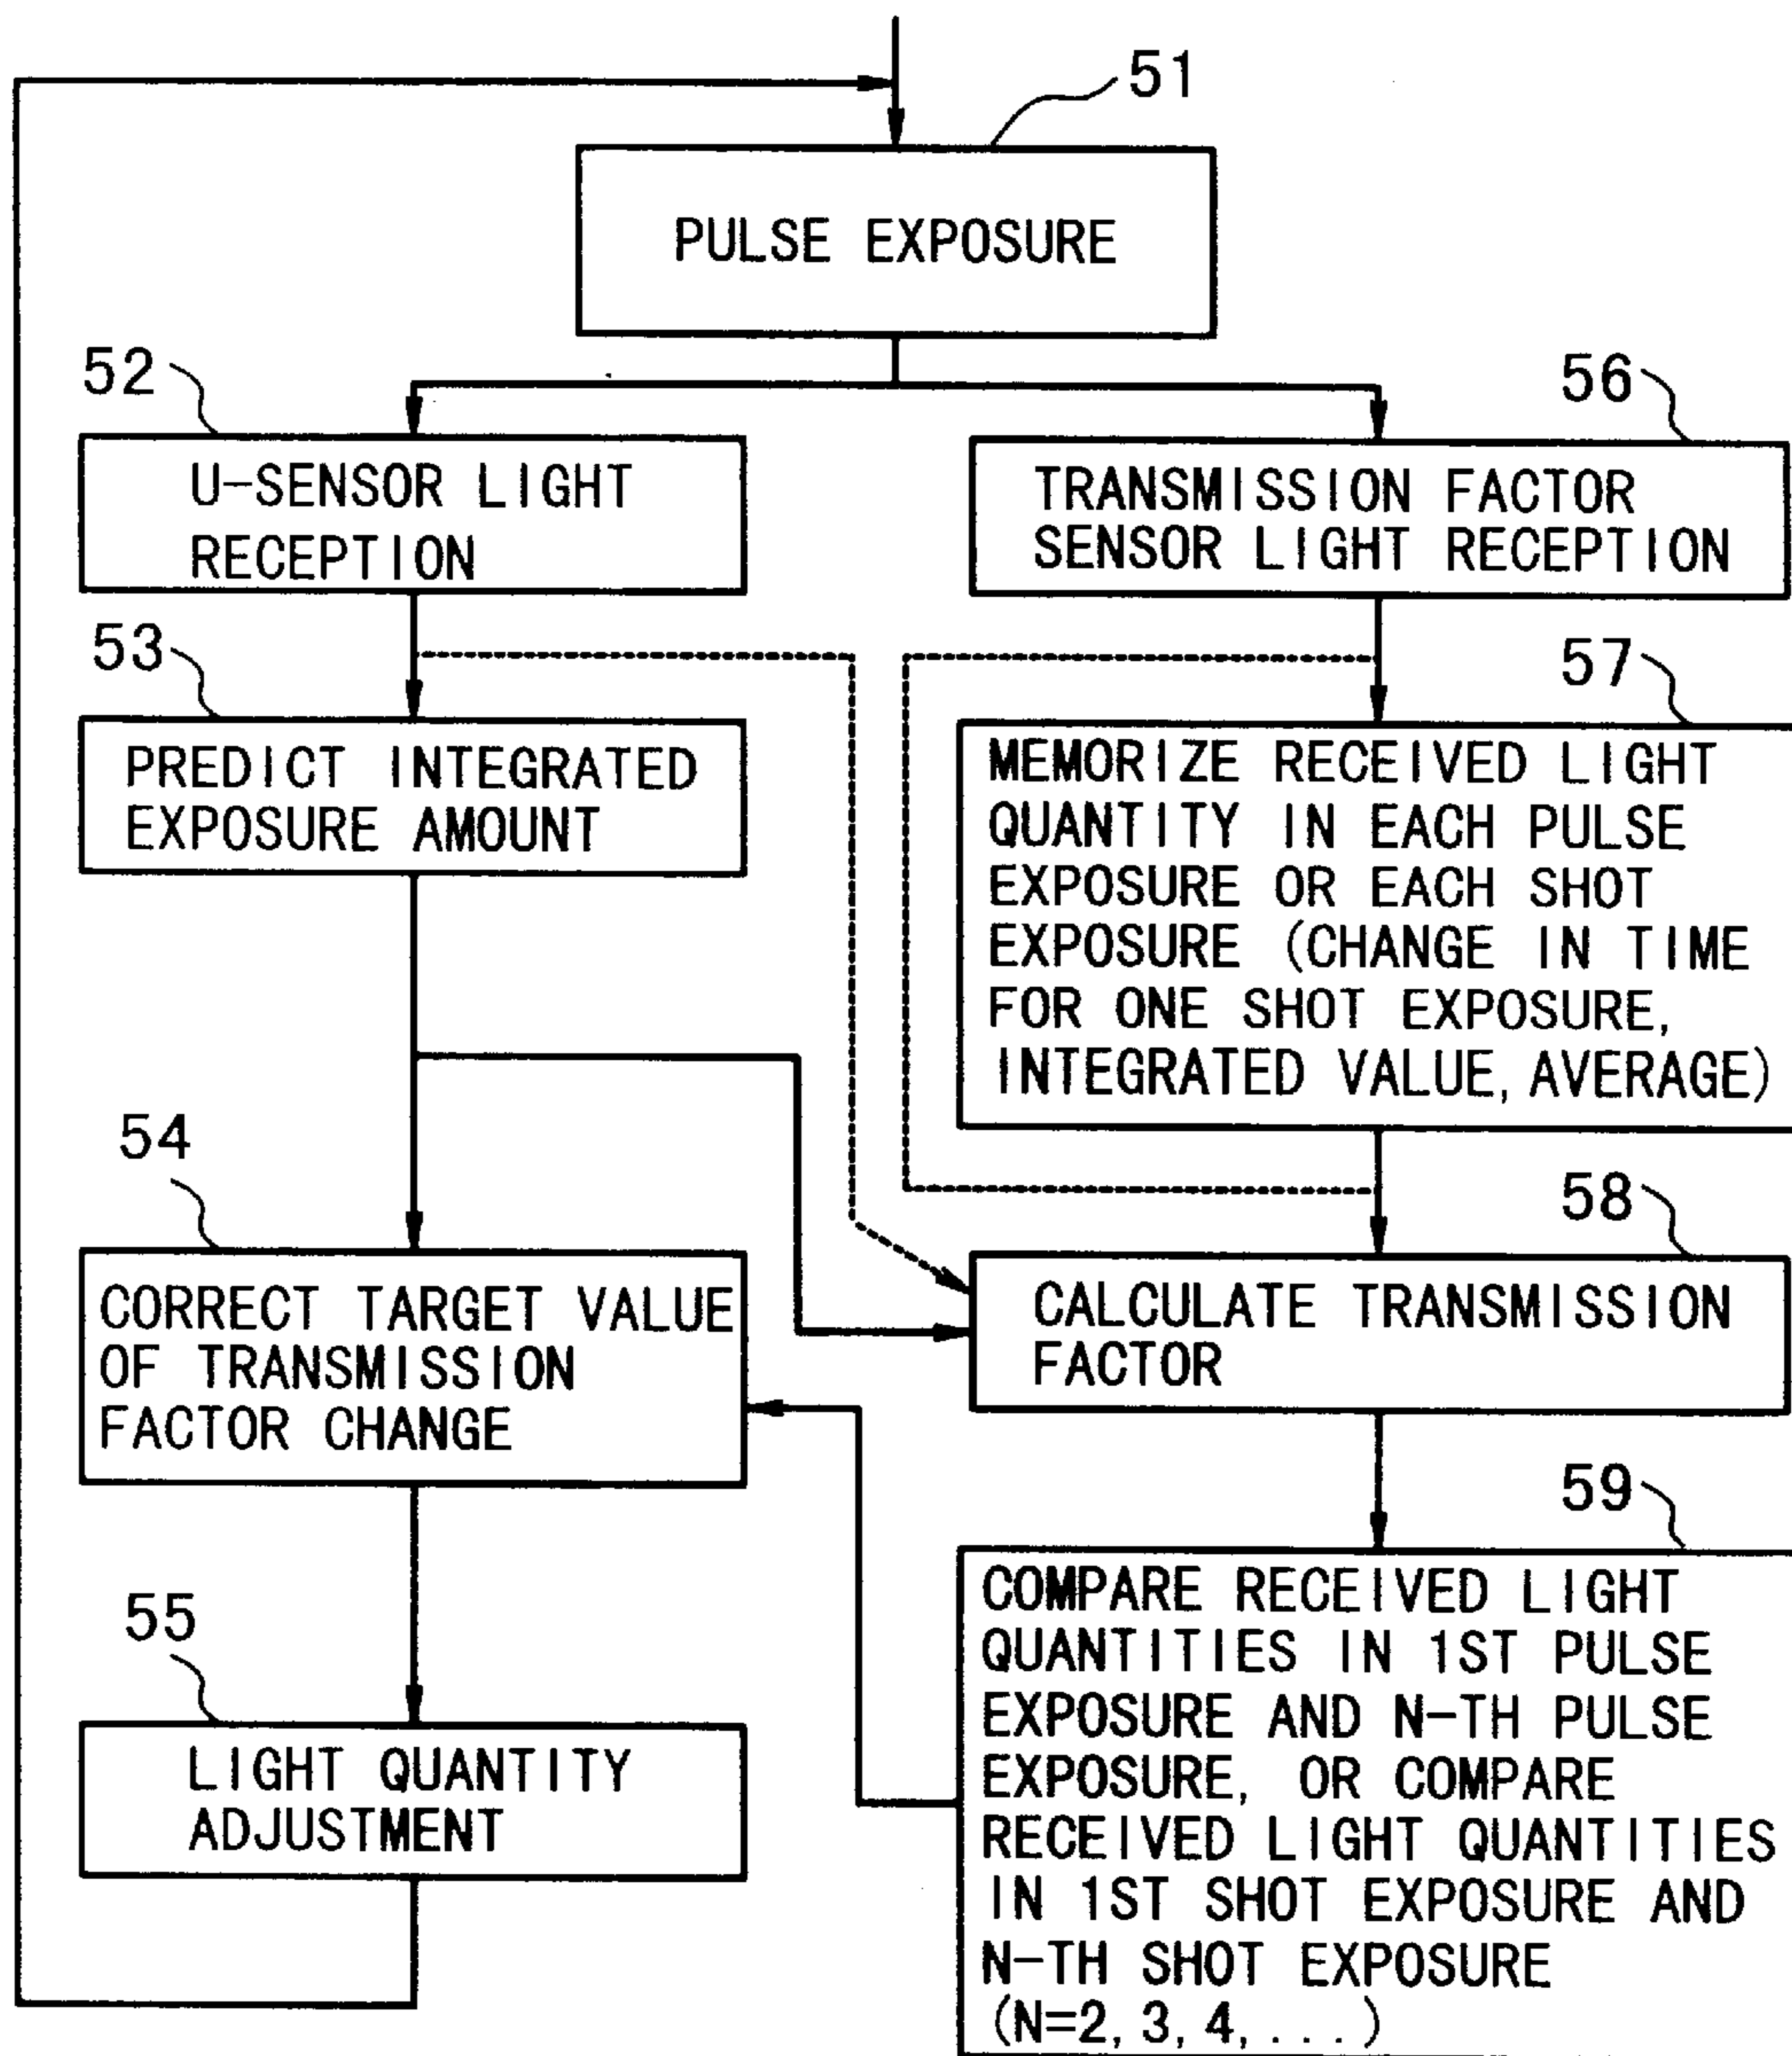 51
PULSE EXPOSURE
52
U-SENSOR LIGHT
RECEPTION
53
PREDICT INTEGRATED
EXPOSURE AMOUNT
54
CORRECT TARGET VALUE
OF TRANSMISSION
FACTOR CHANGE
55
LIGHT QUANTITY
ADJUSTMENT
56
TRANSMISSION FACTOR
SENSOR LIGHT RECEPTION
57
MEMORIZE RECEIVED LIGHT
QUANTITY IN EACH PULSE
EXPOSURE OR EACH SHOT
EXPOSURE (CHANGE IN TIME
FOR ONE SHOT EXPOSURE,
INTEGRATED VALUE, AVERAGE)
58
CALCULATE TRANSMISSION
FACTOR
59
COMPARE RECEIVED LIGHT
QUANTITIES IN 1ST PULSE
EXPOSURE AND N-TH PULSE
EXPOSURE, OR COMPARE
RECEIVED LIGHT QUANTITIES
IN 1ST SHOT EXPOSURE AND
N-TH SHOT EXPOSURE
(N=2, 3, 4, . . . )